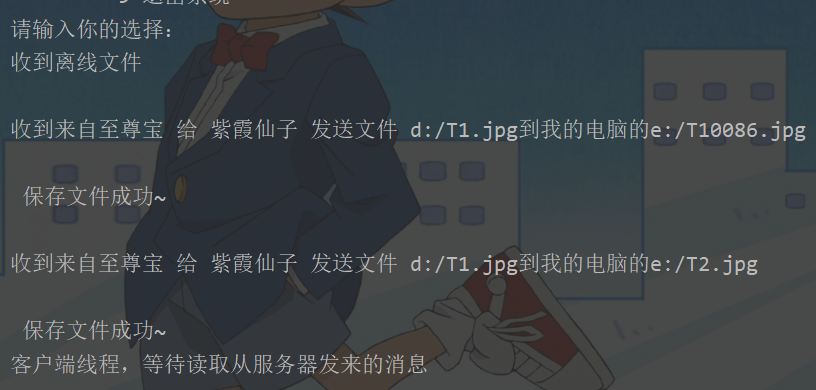 退出系统
请输入你的选择：
收到离线文件
收到来自至尊宝 给 紫霞仙子 发送文件 d:/T1.jpg到我的电脑的e:/T10086.jpg
保存文件成功~
收到来自至尊宝 给 紫霞仙子 发送文件 d:/T1.jpg到我的电脑的e:/T2.jpg
保存文件成功~
客户端线程，等待读取从服务器发来的消息